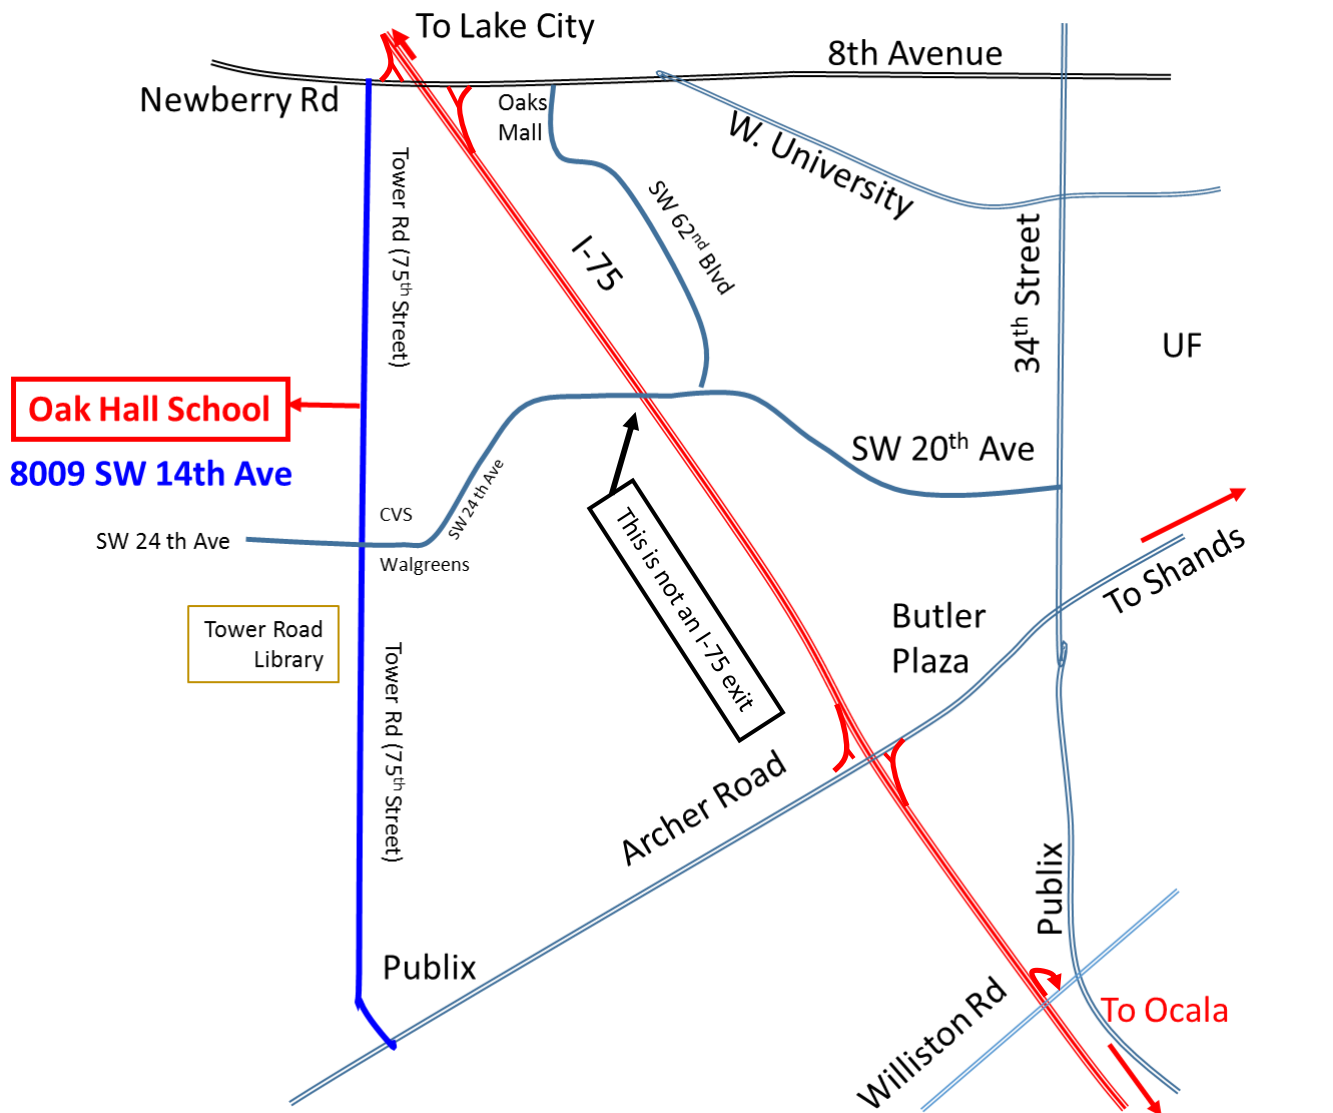 To Lake City
8th Avenue
Newberry Rd
Oaks
Mall
W. University
Tower Rd (75th Street)
SW 62nd Blvd
I-75
34th Street
UF
Oak Hall School
8009 SW 14th Ave
SW 20th Ave
CVS
SW 24 th Ave
SW 24 th Ave
Walgreens
This is not an I-75 exit
To Shands
Butler
Plaza
Tower Road
Library
Tower Rd (75th Street)
Archer Road
Publix
Publix
Williston Rd
To Ocala